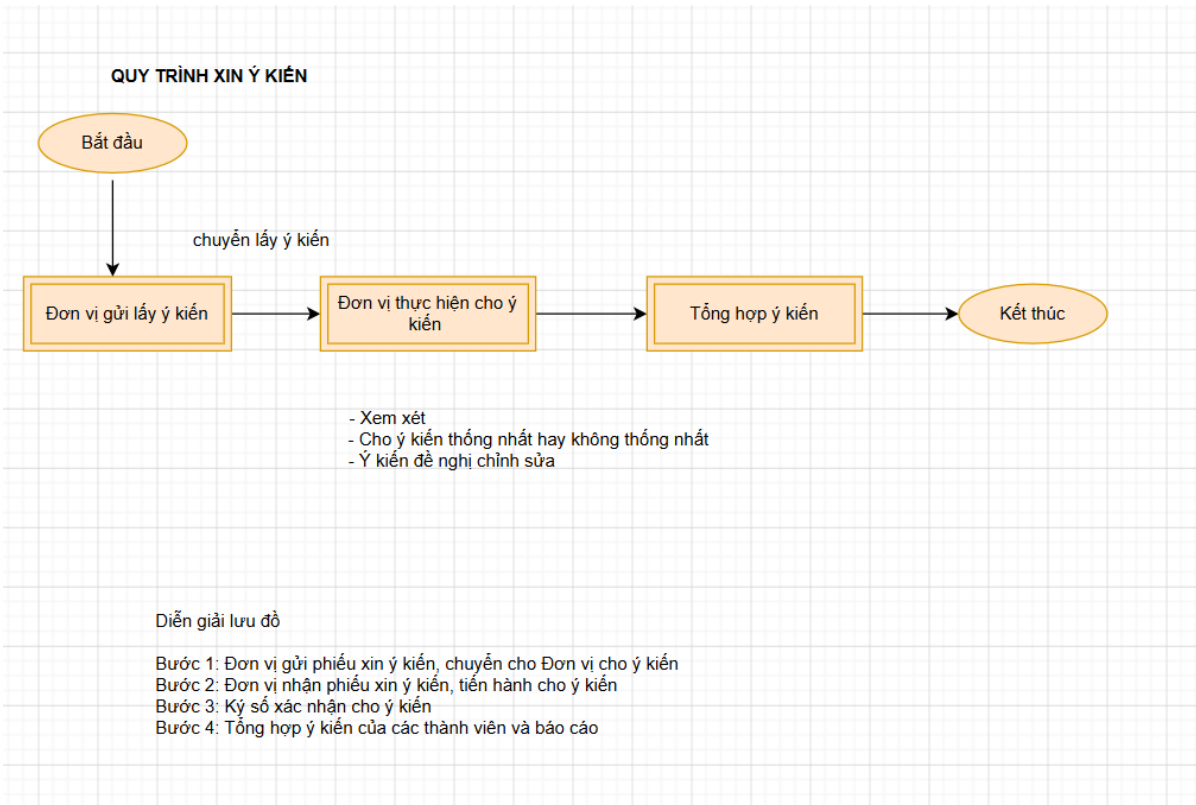 QUY TRÌNH XIN Ý KIẾN
Bắt đầu
chuyển lấy ý kiến
Đơn vị gửi lấy ý kiến
Đơn vị thực hiện cho ý
kiến
Tổng hợp ý kiến
Kết thúc
- Xem xét
- Cho ý kiến thống nhất hay không thống nhất
- Ý kiến đề nghị chỉnh sửa
Diễn giải lưu đồ
Bước 1: Đơn vị gửi phiếu xin ý kiến, chuyển cho Đơn vị cho ý kiến
Bước 2: Đơn vị nhận phiếu xin ý kiến, tiến hành cho ý kiến
Bước 3: Ký số xác nhận cho ý kiến
Bước 4: Tổng hợp ý kiến của các thành viên và báo cáo